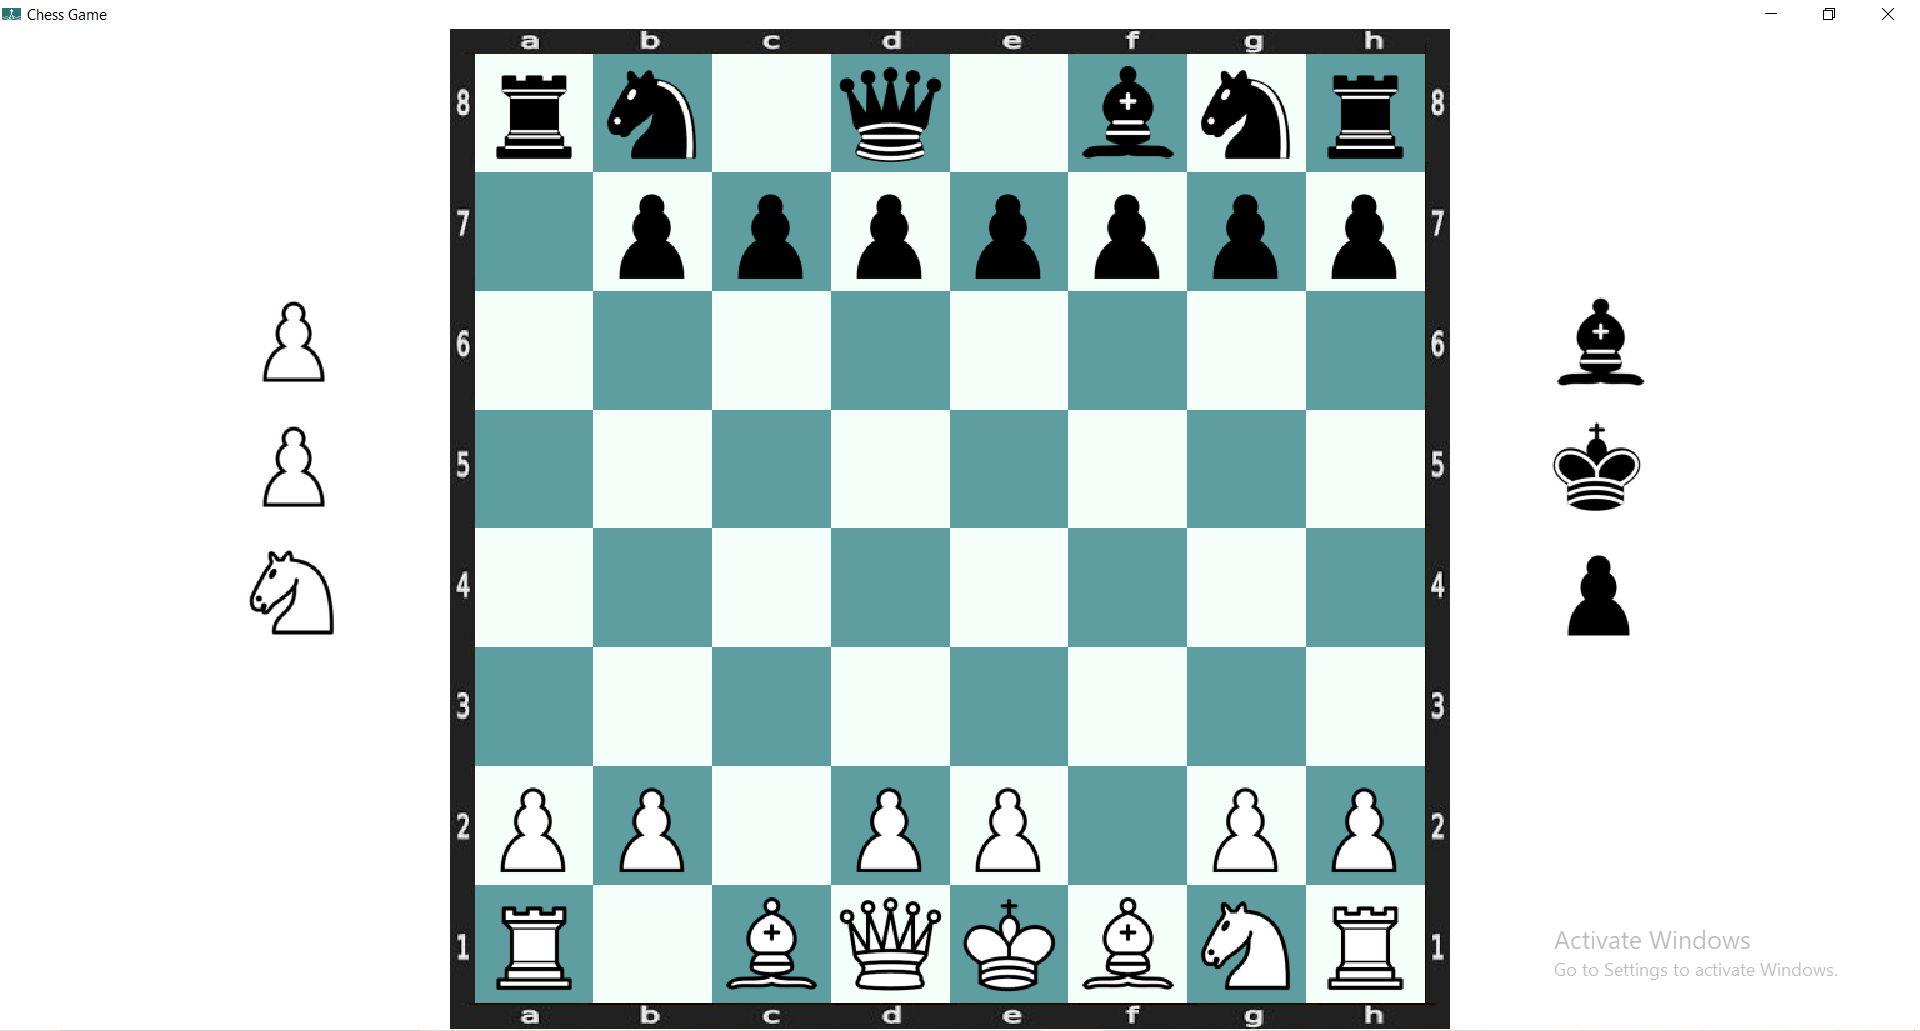 Chess Game
a b c d e f g h
8 8
7 7
6 6
5 5
4 4
3 3
2 2
1 1
a b c d e f g h
Activate Windows
Go to Settings to activate Windows.